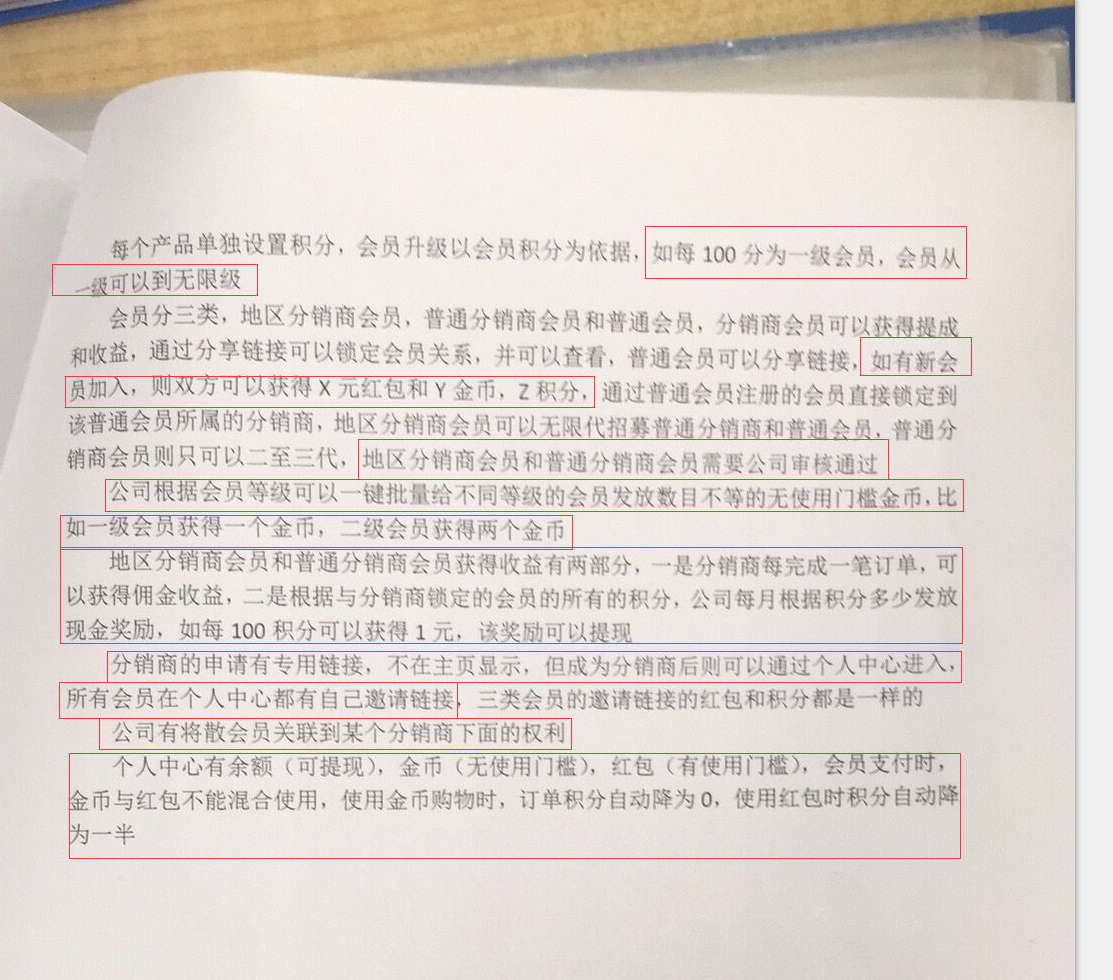 每个产品单独设置积分，会员升级以会员积分为依据，如每 100 分为一级会员，会员从
一级可以到无限级
会员分三类，地区分销商会员，普通分销商会员和普通会员，分销商会员可以获得提成
和收益，通过分享链接可以锁定会员关系，并可以查看，普通会员可以分享链接，如有新会
员加入，则双方可以获得 X 元红包和 Y 金币，Z 积分，通过普通会员注册的会员直接锁定到
该普通会员所属的分销商，地区分销商会员可以无限代招募普通分销商和普通会员，普通分
销商会员则只可以二至三代，地区分销商会员和普通分销商会员需要公司审核通过
公司根据会员等级可以一键批量给不同等级的会员发放数目不等的无使用门槛金币，比
如一级会员获得一个金币，二级会员获得两个金币
地区分销商会员和普通分销商会员获得收益有两部分，一是分销商每完成一笔订单，可
以获得佣金收益，二是根据与分销商锁定的会员的所有的积分，公司每月根据积分多少发放
现金奖励，如每 100 积分可以获得 1 元，该奖励可以提现
分销商的申请有专用链接，不在主页显示，但成为分销商后则可以通过个人中心进入，
所有会员在个人中心都有自己邀请链接，三类会员的邀请链接的红包和积分都是一样的
公司有将散会员关联到某个分销商下面的权利
个人中心有余额（可提现），金币（无使用门槛），红包（有使用门槛），会员支付时，
金币与红包不能混合使用，使用金币购物时，订单积分自动降为 0，使用红包时积分自动降
为一半